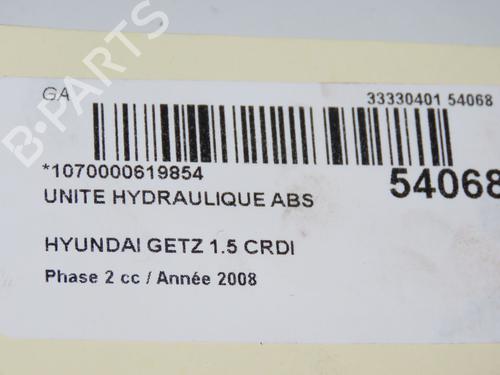 GA
33330401 54068
*1070000619854
54068
UNITE HYDRAULIQUE ABS
HYUNDAI GETZ 1.5 CRDI
Phase 2 cc / Année 2008
B-PARTS